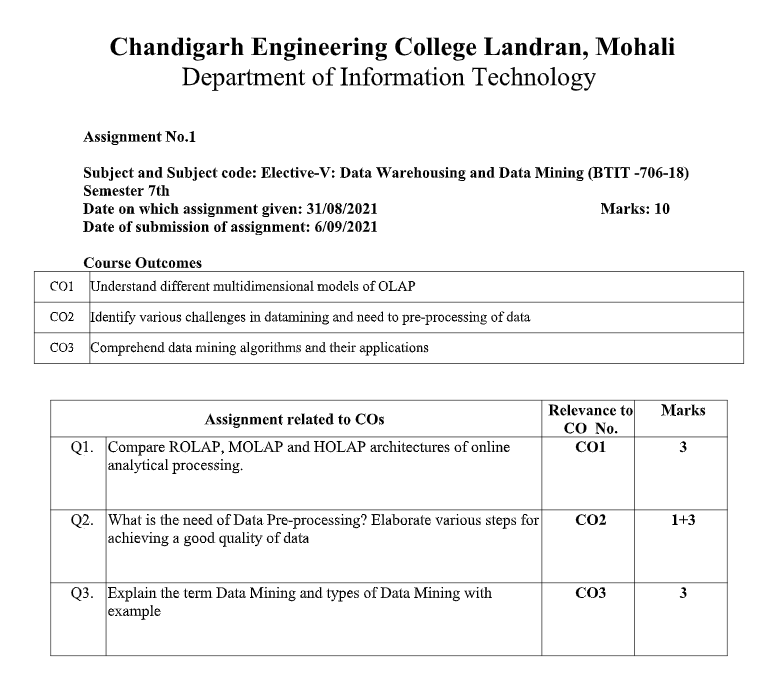 Chandigarh Engineering College Landran, Mohali
Department of Information Technology
Assignment No.1
Subject and Subject code: Elective-V: Data Warehousing and Data Mining (BTIT -706-18)
Semester 7th
Date on which assignment given: 31/08/2021 Marks: 10
Date of submission of assignment: 6/09/2021
Course Outcomes
CO1 Understand different multidimensional models of OLAP
CO2 Identify various challenges in datamining and need to pre-processing of data
CO3 Comprehend data mining algorithms and their applications
Assignment related to COs Relevance to CO No. Marks
Q1. Compare ROLAP, MOLAP and HOLAP architectures of online CO1 3
analytical processing.
Q2. What is the need of Data Pre-processing? Elaborate various steps for CO2 1+3
achieving a good quality of data
Q3. Explain the term Data Mining and types of Data Mining with CO3 3
example